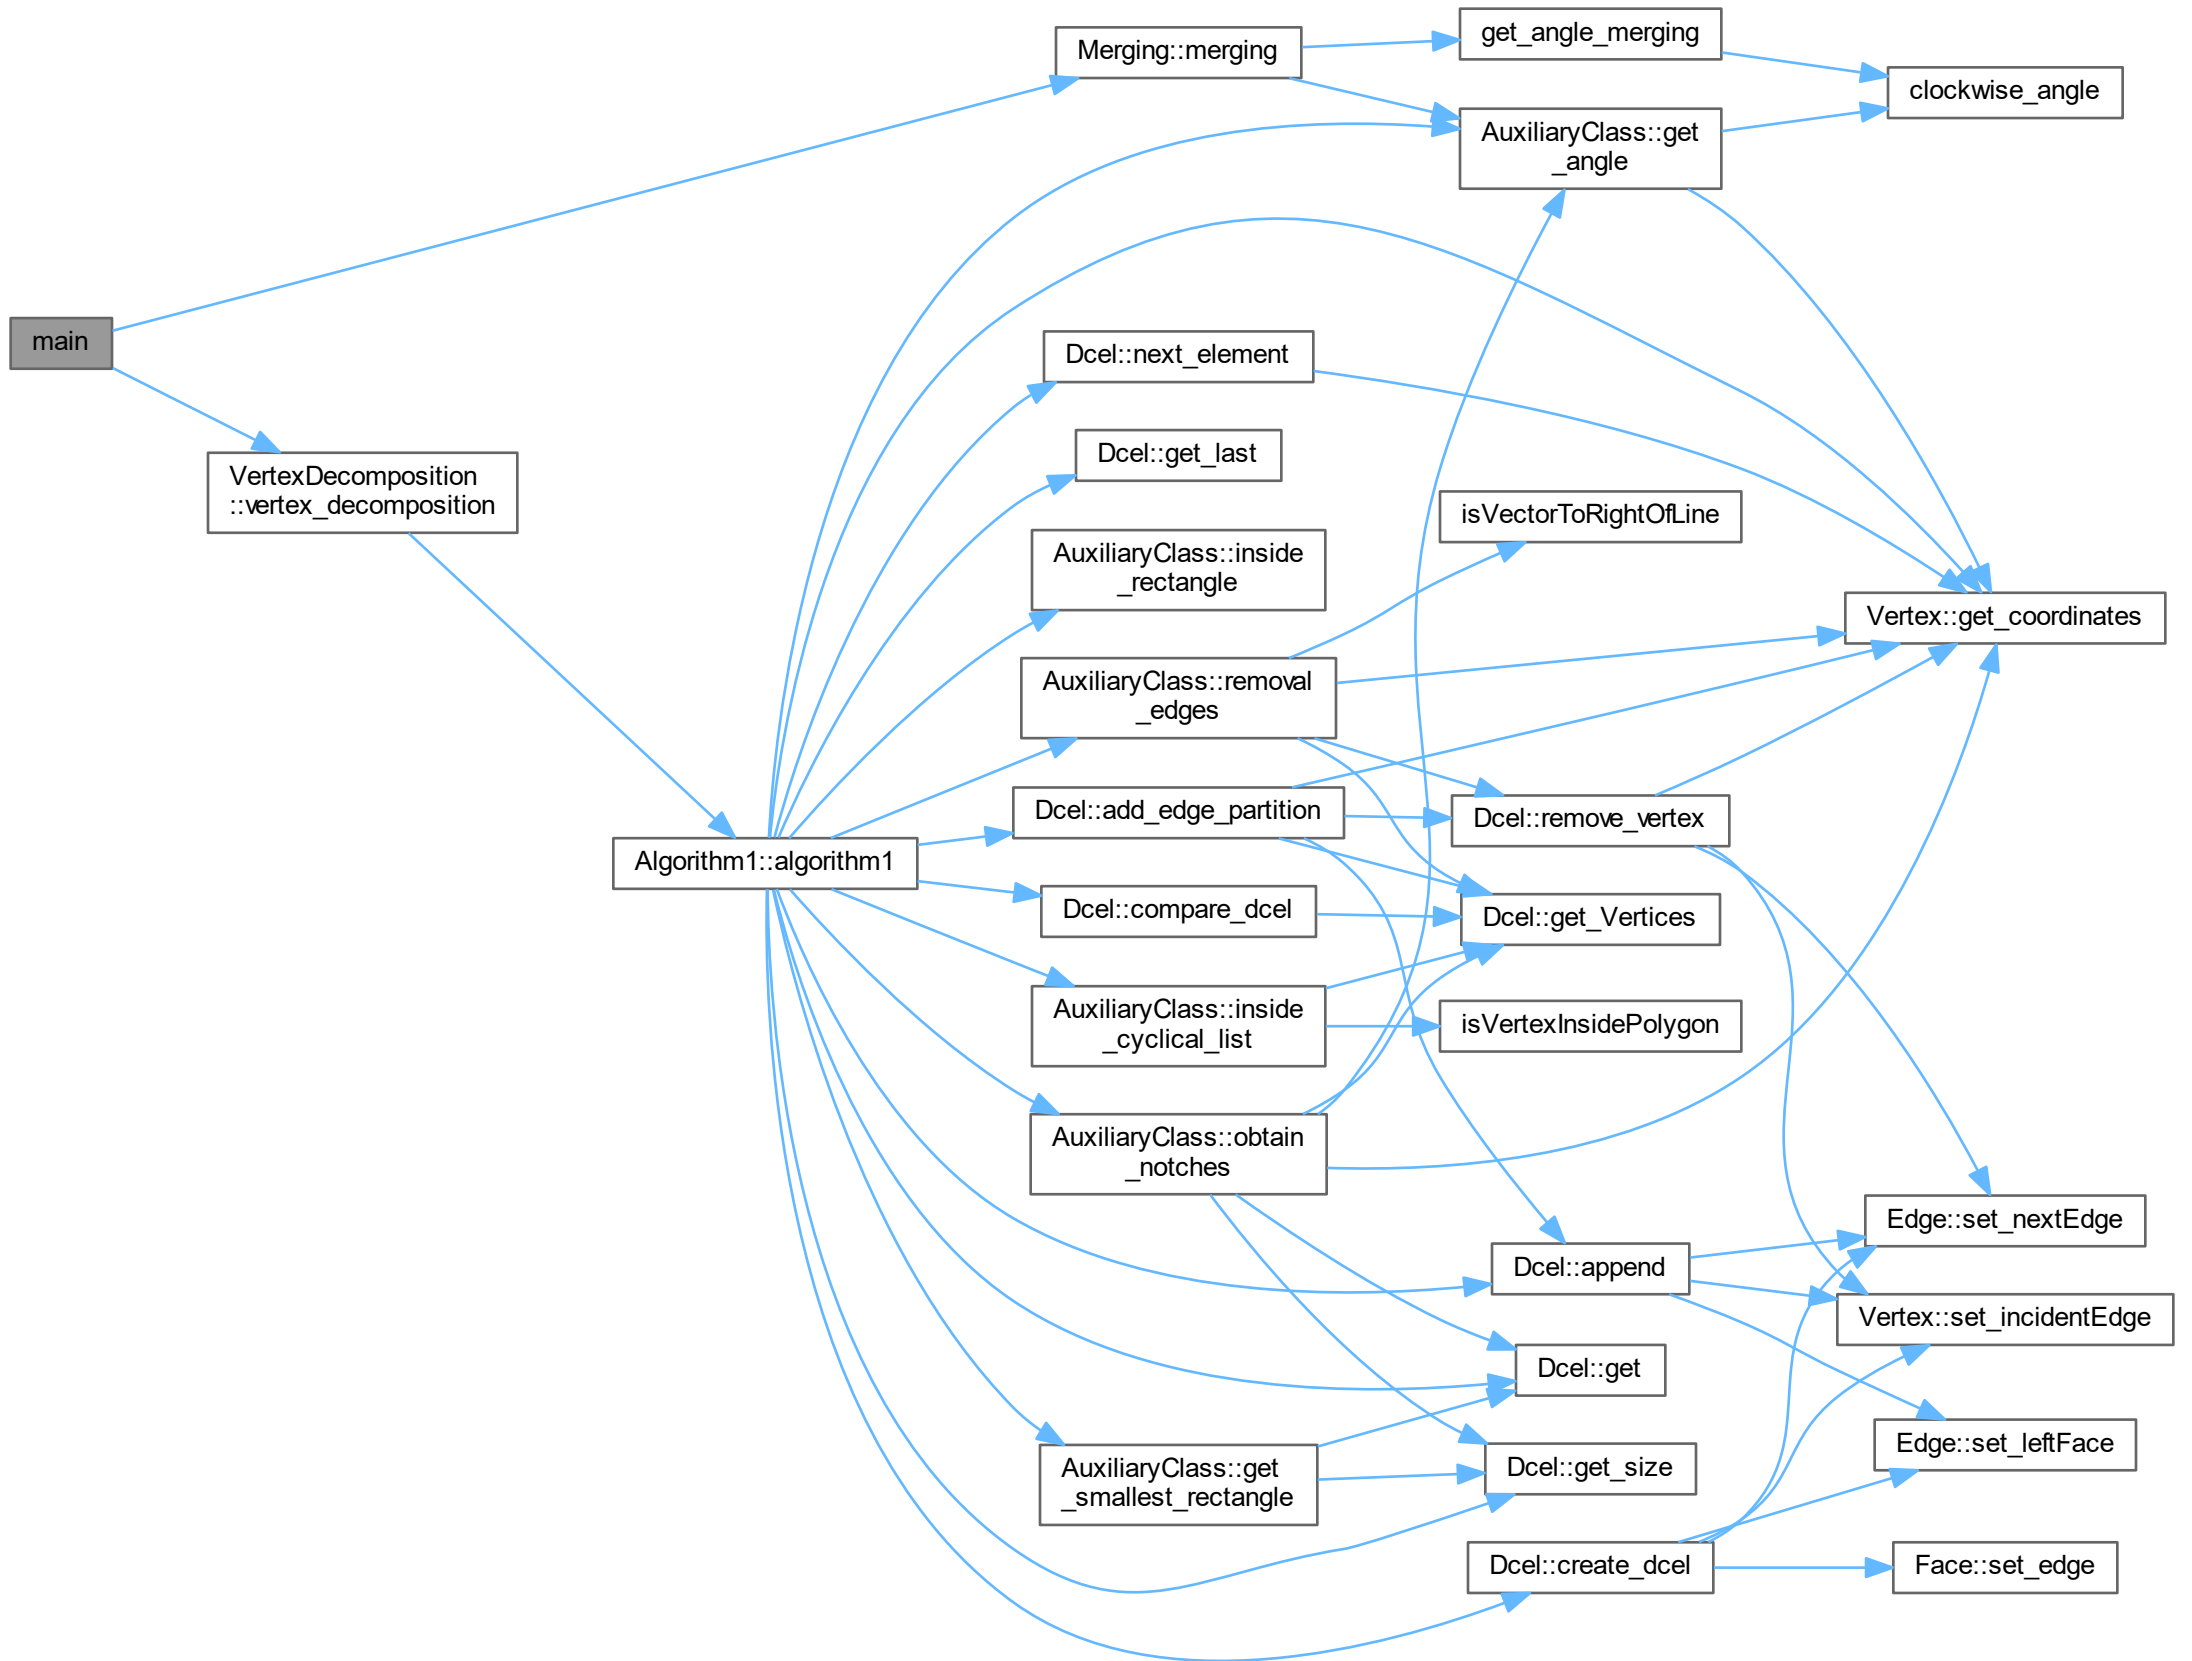 main
VertexDecomposition
::vertex_decomposition
Algorithm1::algorithm1
Merging::merging
Dcel::next_element
Dcel::get_last
AuxiliaryClass::inside
_rectangle
AuxiliaryClass::removal
_edges
Dcel::add_edge_partition
Dcel::compare_dcel
AuxiliaryClass::inside
_cyclical_list
AuxiliaryClass::obtain
_notches
AuxiliaryClass::get
_smallest_rectangle
get_angle_merging
AuxiliaryClass::get
_angle
isVectorToRightOfLine
Dcel::remove_vertex
Dcel::get_Vertices
isVertexInsidePolygon
Dcel::append
Dcel::get
Dcel::get_size
Dcel::create_dcel
clockwise_angle
Vertex::get_coordinates
Edge::set_nextEdge
Vertex::set_incidentEdge
Edge::set_leftFace
Face::set_edge